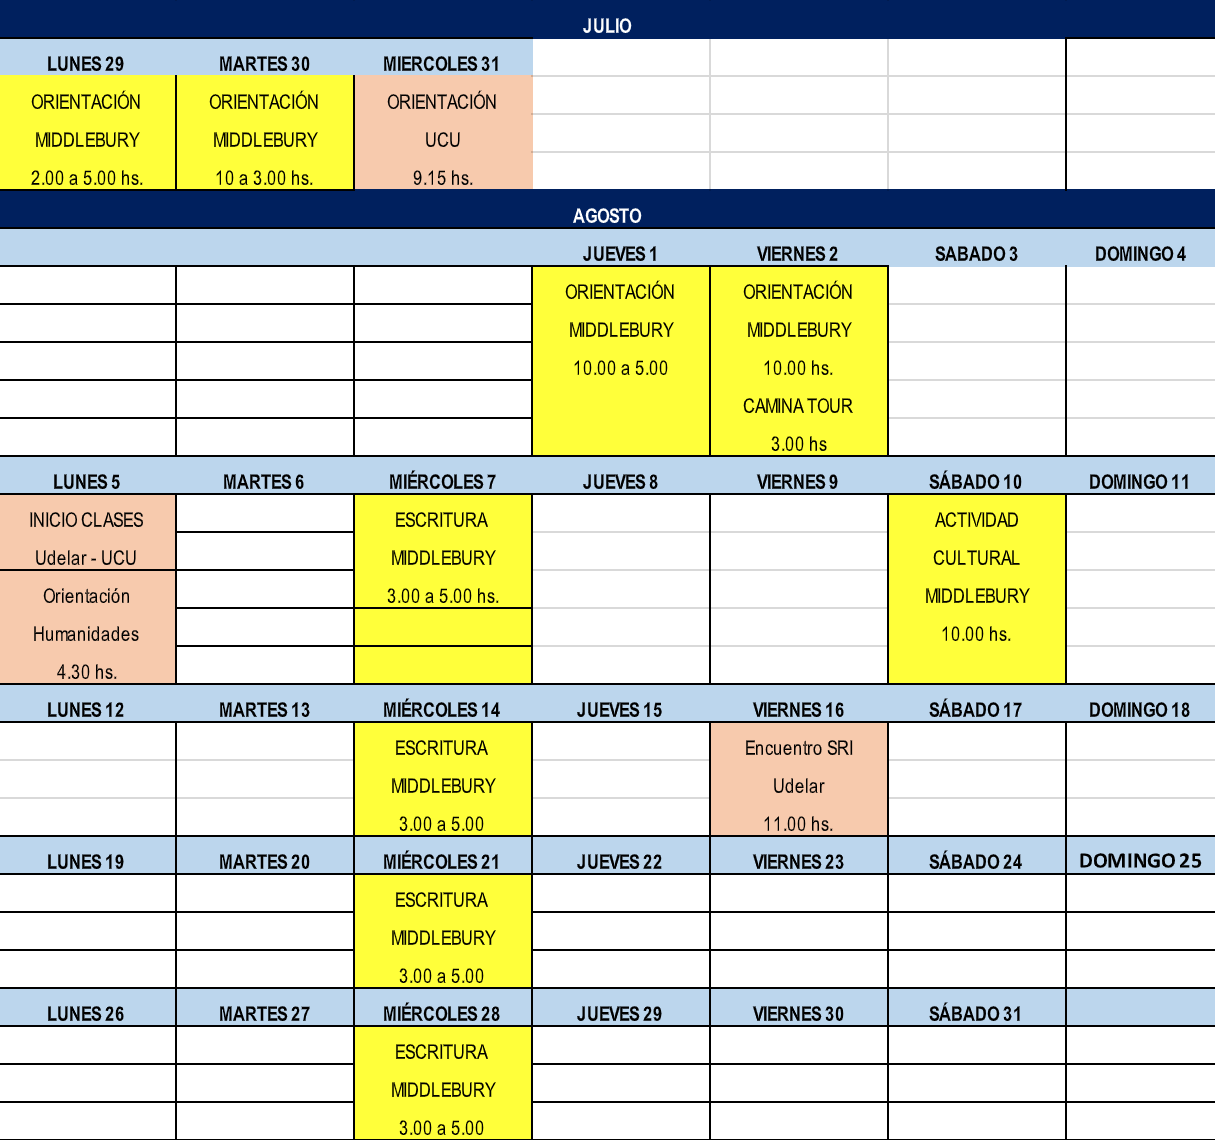 JULIO
LUNES 29 MARTES 30 MIERCOLES 31
ORIENTACIÓN ORIENTACIÓN ORIENTACIÓN
MIDDLEBURY MIDDLEBURY UCU
2.00 a 5.00 hs. 10 a 3.00 hs. 9.15 hs.
AGOSTO
JUEVES 1 VIERNES 2 SABADO 3 DOMINGO 4
ORIENTACIÓN ORIENTACIÓN
MIDDLEBURY MIDDLEBURY
10.00 a 5.00 10.00 hs.
CAMINA TOUR
3.00 hs
LUNES 5 MARTES 6 MIÉRCOLES 7 JUEVES 8 VIERNES 9 SÁBADO 10 DOMINGO 11
INICIO CLASES ESCRITURA ACTIVIDAD
Udelar - UCU MIDDLEBURY CULTURAL
Orientación 3.00 a 5.00 hs. MIDDLEBURY
Humanidades 10.00 hs.
4.30 hs.
LUNES 12 MARTES 13 MIÉRCOLES 14 JUEVES 15 VIERNES 16 SÁBADO 17 DOMINGO 18
ESCRITURA Encuentro SRI
MIDDLEBURY Udelar
3.00 a 5.00 11.00 hs.
LUNES 19 MARTES 20 MIÉRCOLES 21 JUEVES 22 VIERNES 23 SÁBADO 24 DOMINGO 25
ESCRITURA
MIDDLEBURY
3.00 a 5.00
LUNES 26 MARTES 27 MIÉRCOLES 28 JUEVES 29 VIERNES 30 SÁBADO 31
ESCRITURA
MIDDLEBURY
3.00 a 5.00